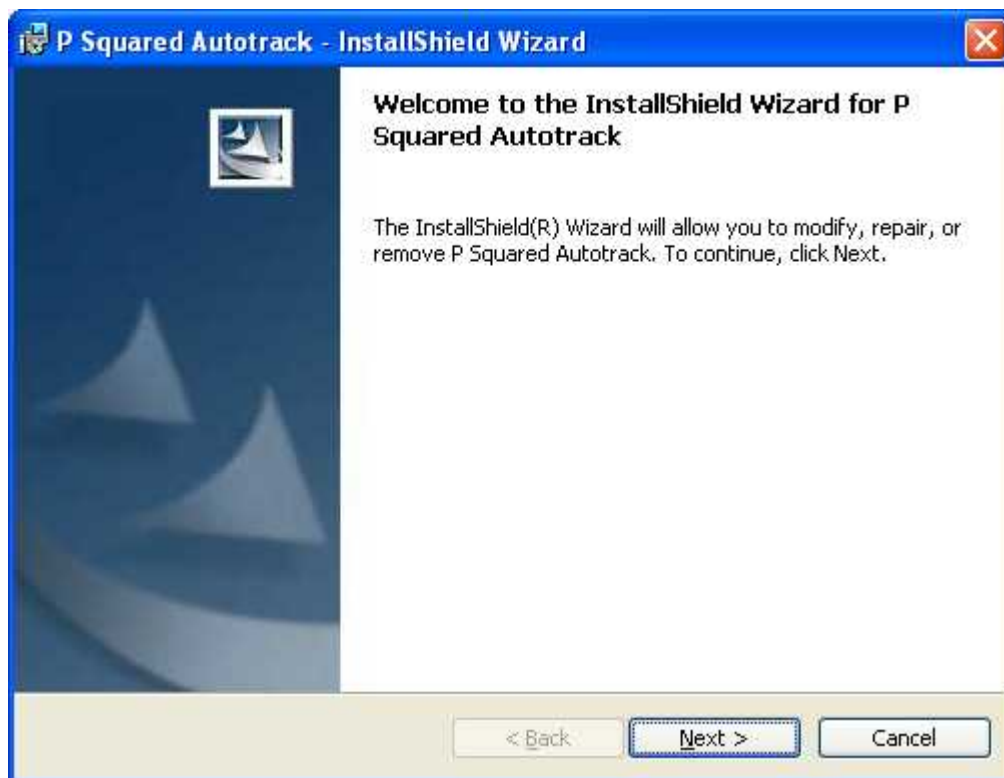 P Squared Autotrack - InstallShield Wizard
Welcome to the InstallShield Wizard for P
Squared Autotrack
The InstallShield(R) Wizard will allow you to modify, repair, or
remove P Squared Autotrack. To continue, click Next.
< Back
Next >
Cancel